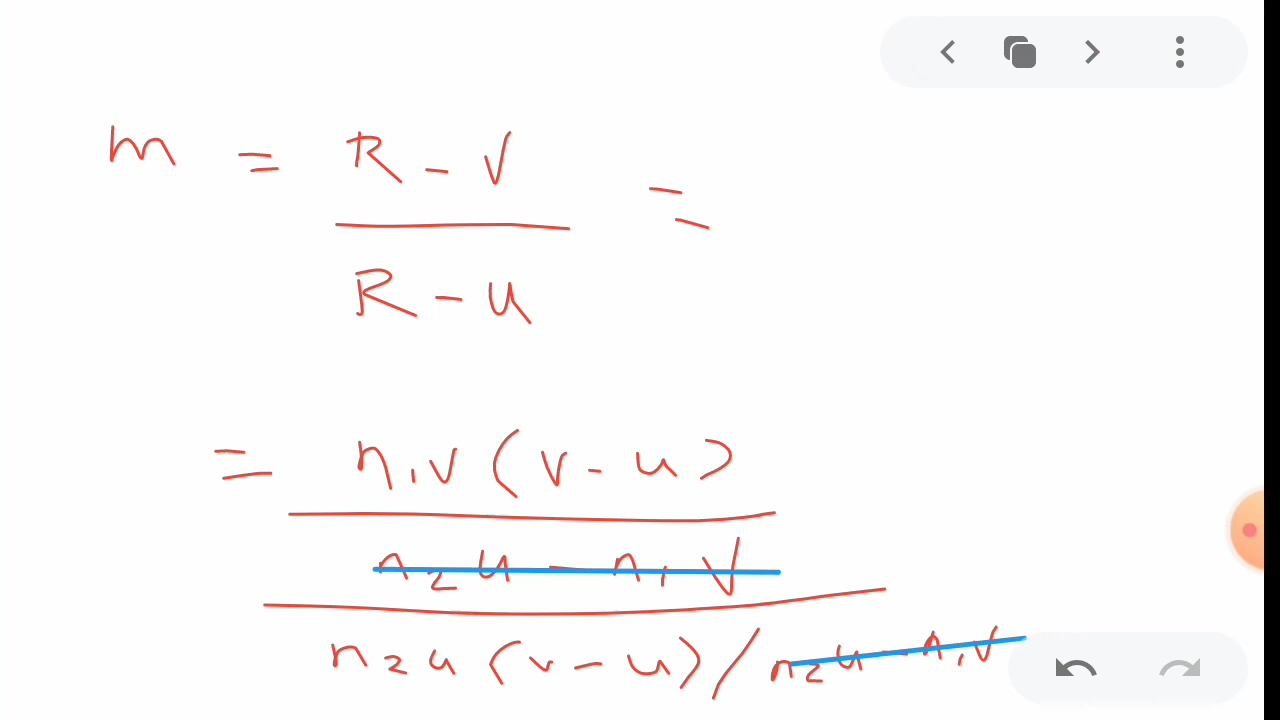 m = R - v =
R - u
= n₁v(v-u)
n₂u - n₁v
n₂u(v-u)/n₂u - n₁v